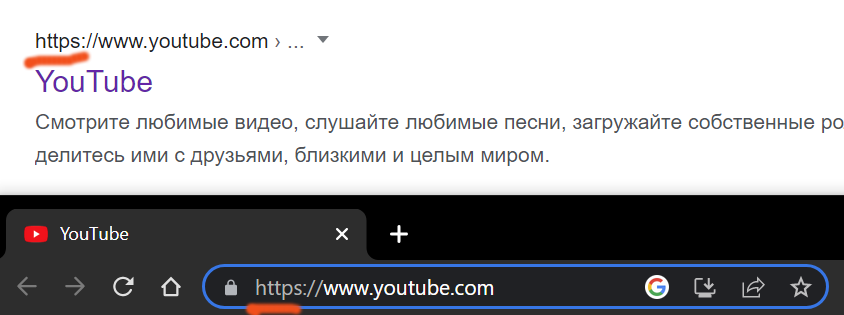 https://www.youtube.com › ...
YouTube
Смотрите любимые видео, слушайте любимые песни, загружайте собственные
делитесь ими с друзьями, близкими и целым миром.
YouTube
https://www.youtube.com